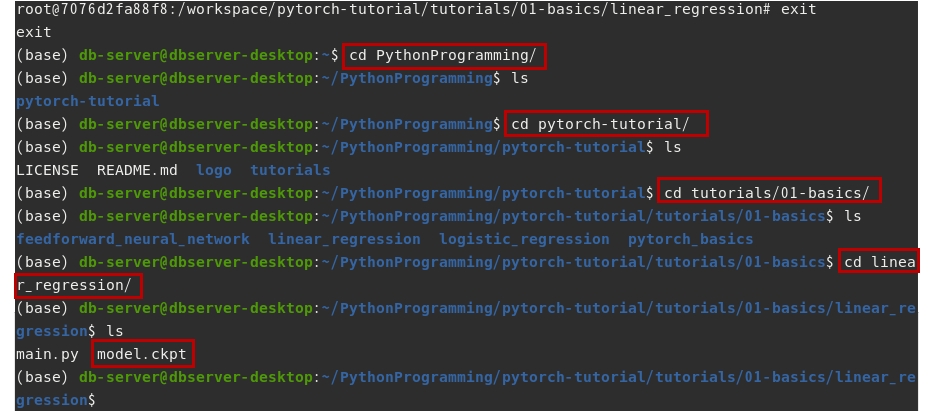 root@7076d2fa88f8:/workspace/pytorch-tutorial/tutorials/01-basics/linear_regression# exit
exit
(base) db-server@dbserver-desktop:~$ cd PythonProgramming/
(base) db-server@dbserver-desktop:~/PythonProgramming$ ls
pytorch-tutorial
(base) db-server@dbserver-desktop:~/PythonProgramming$ cd pytorch-tutorial/
(base) db-server@dbserver-desktop:~/PythonProgramming/pytorch-tutorial$ ls
LICENSE  README.md  logo  tutorials
(base) db-server@dbserver-desktop:~/PythonProgramming/pytorch-tutorial$ cd tutorials/01-basics/
(base) db-server@dbserver-desktop:~/PythonProgramming/pytorch-tutorial/tutorials/01-basics$ ls
feedforward_neural_network  linear_regression  logistic_regression  pytorch_basics
(base) db-server@dbserver-desktop:~/PythonProgramming/pytorch-tutorial/tutorials/01-basics$ cd linea
r_regression/
(base) db-server@dbserver-desktop:~/PythonProgramming/pytorch-tutorial/tutorials/01-basics/linear_re
gression$ ls
main.py  model.ckpt
(base) db-server@dbserver-desktop:~/PythonProgramming/pytorch-tutorial/tutorials/01-basics/linear_re
gression$